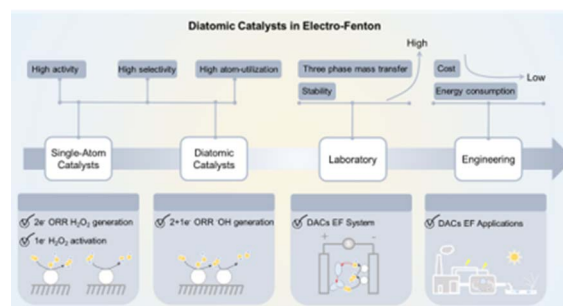 Diatomic Catalysts in Electro-Fenton
High activity
High selectivity
High atom-utilization
Three phase mass transfer
Stability
High
Cost
Energy consumption
Low
Single-Atom
Catalysts
Diatomic
Catalysts
Laboratory
Engineering
2e⁻ ORR H₂O₂ generation
1e⁻ H₂O₂ activation
2+1e⁻ ORR ·OH generation
DACs EF System
+
-
DACs EF Applications